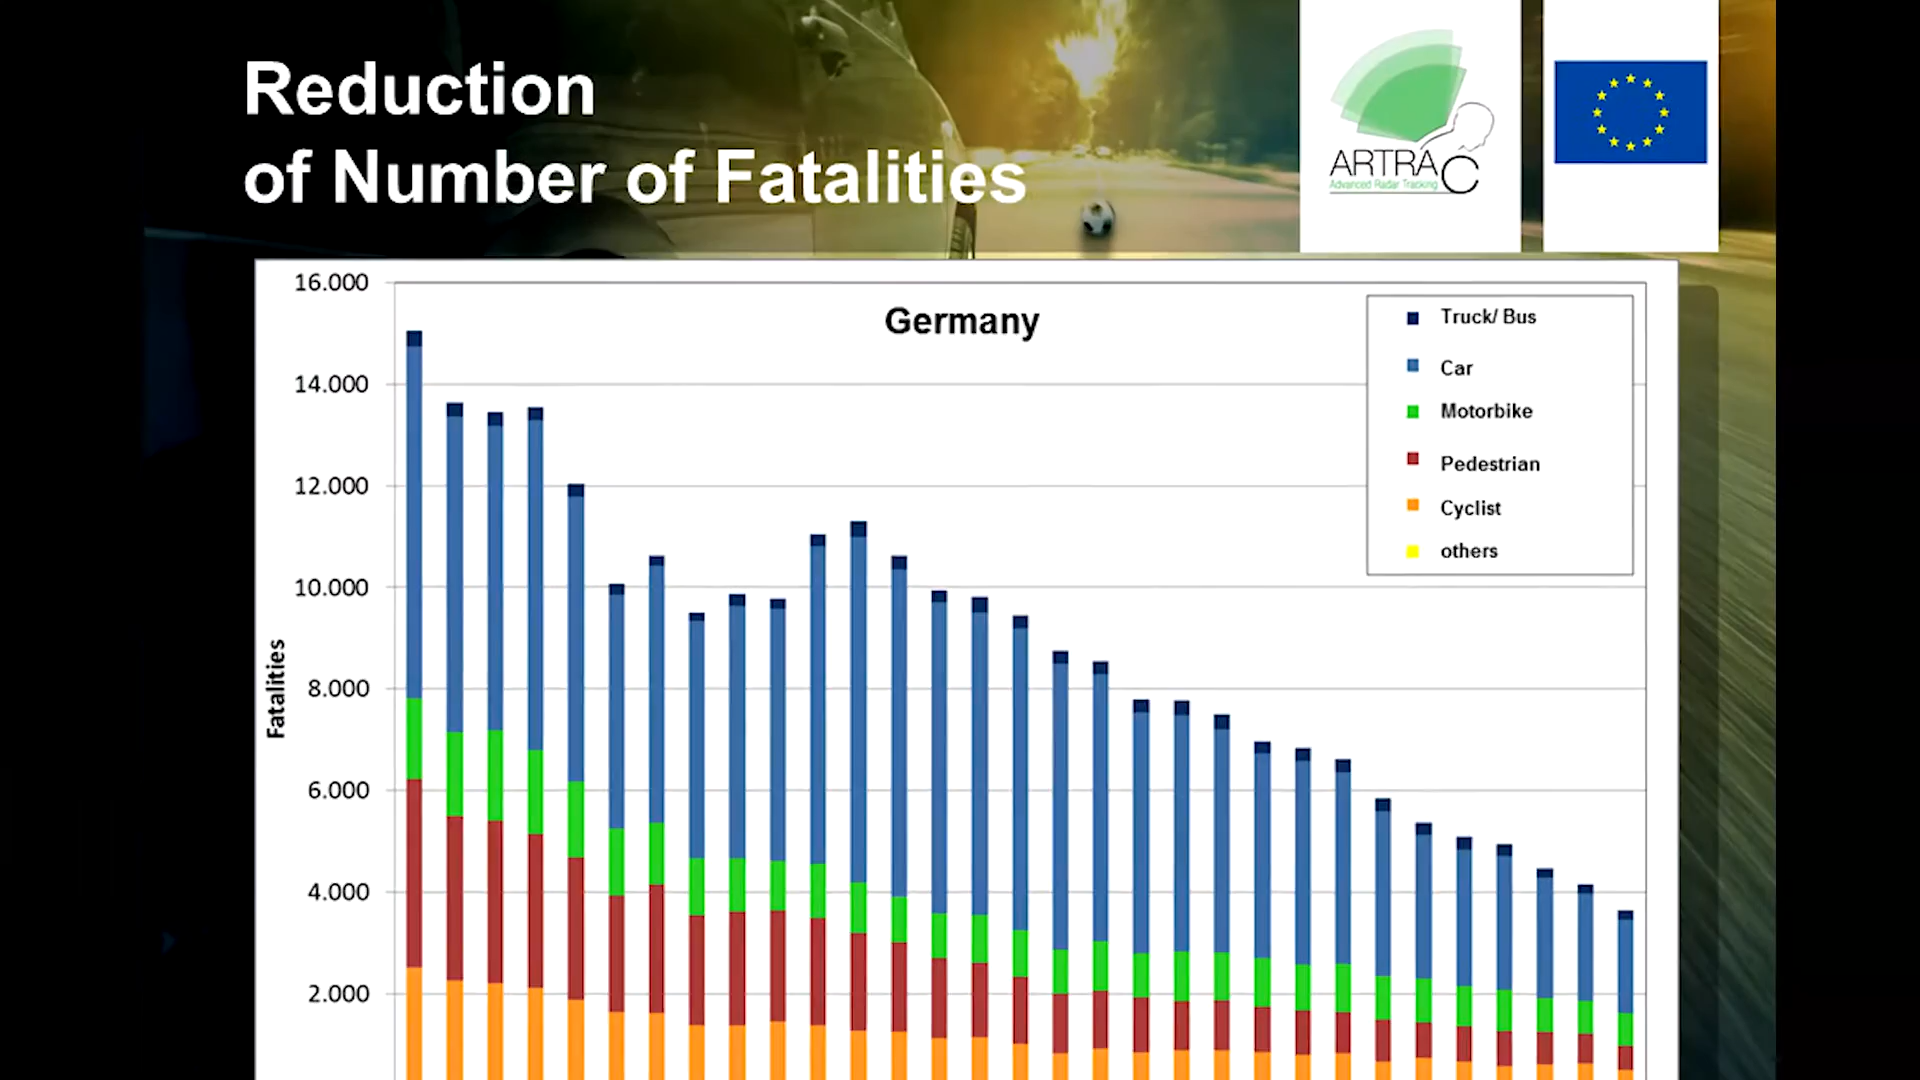 Reduction
of Number of Fatalities
ARTRAC
Advanced Radar Tracking
Germany
16.000
14.000
12.000
10.000
8.000
6.000
4.000
2.000
Fatalities
Truck/ Bus
Car
Motorbike
Pedestrian
Cyclist
others